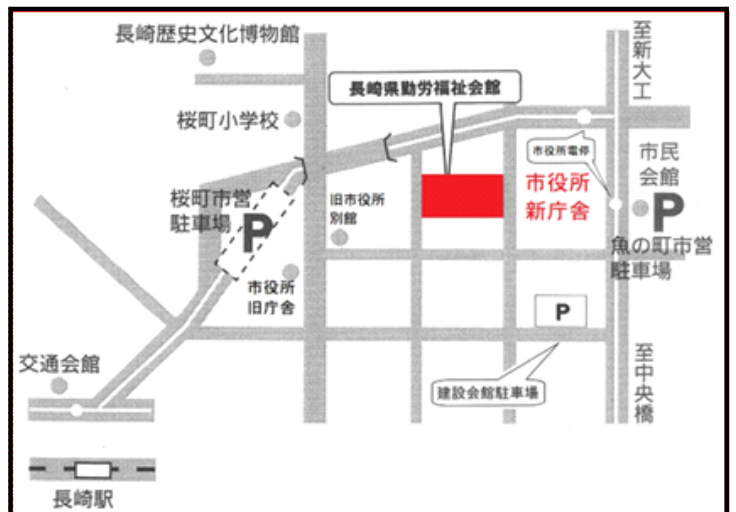 長崎歴史文化博物館
至新大工
長崎県勤労福祉会館
桜町小学校
市役所電停
市民
会館
桜町市営
駐車場
P
旧市役所
別館
市役所
新庁舎
P
魚の町市営
駐車場
市役所
旧庁舎
P
交通会館
至中央橋
建設会館駐車場
長崎駅